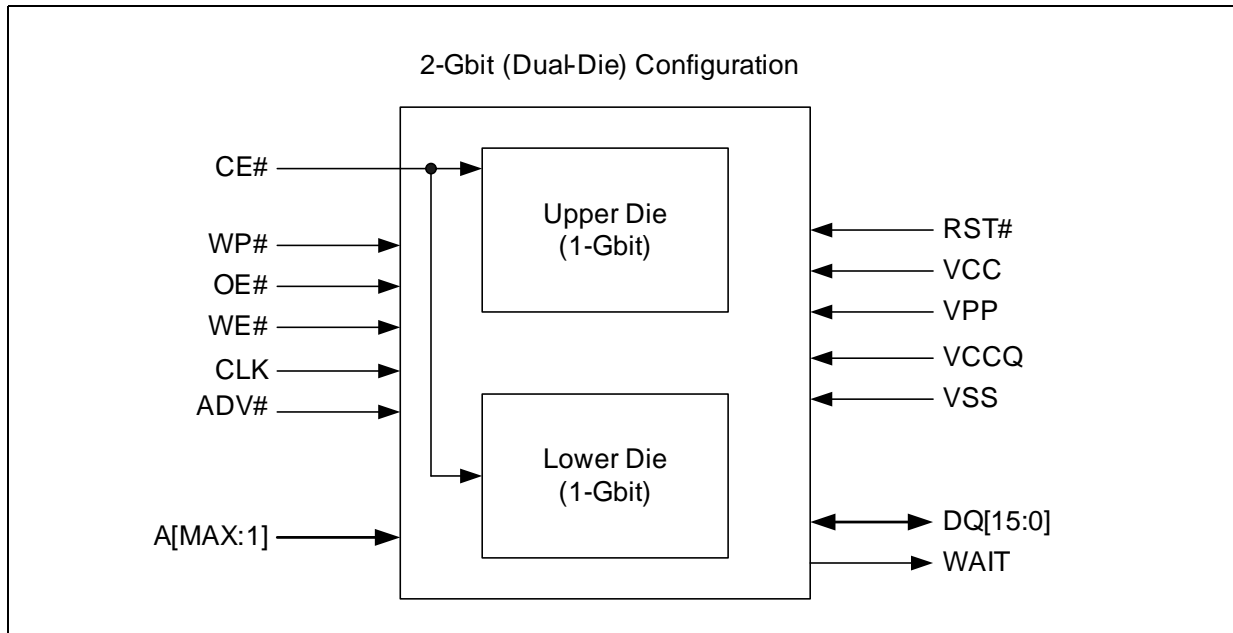 2-Gbit (Dual-Die) Configuration
CE#
WP#
OE#
WE#
CLK
ADV#
A[MAX:1]
Upper Die
(1-Gbit)
Lower Die
(1-Gbit)
RST#
VCC
VPP
VCCQ
VSS
DQ[15:0]
WAIT